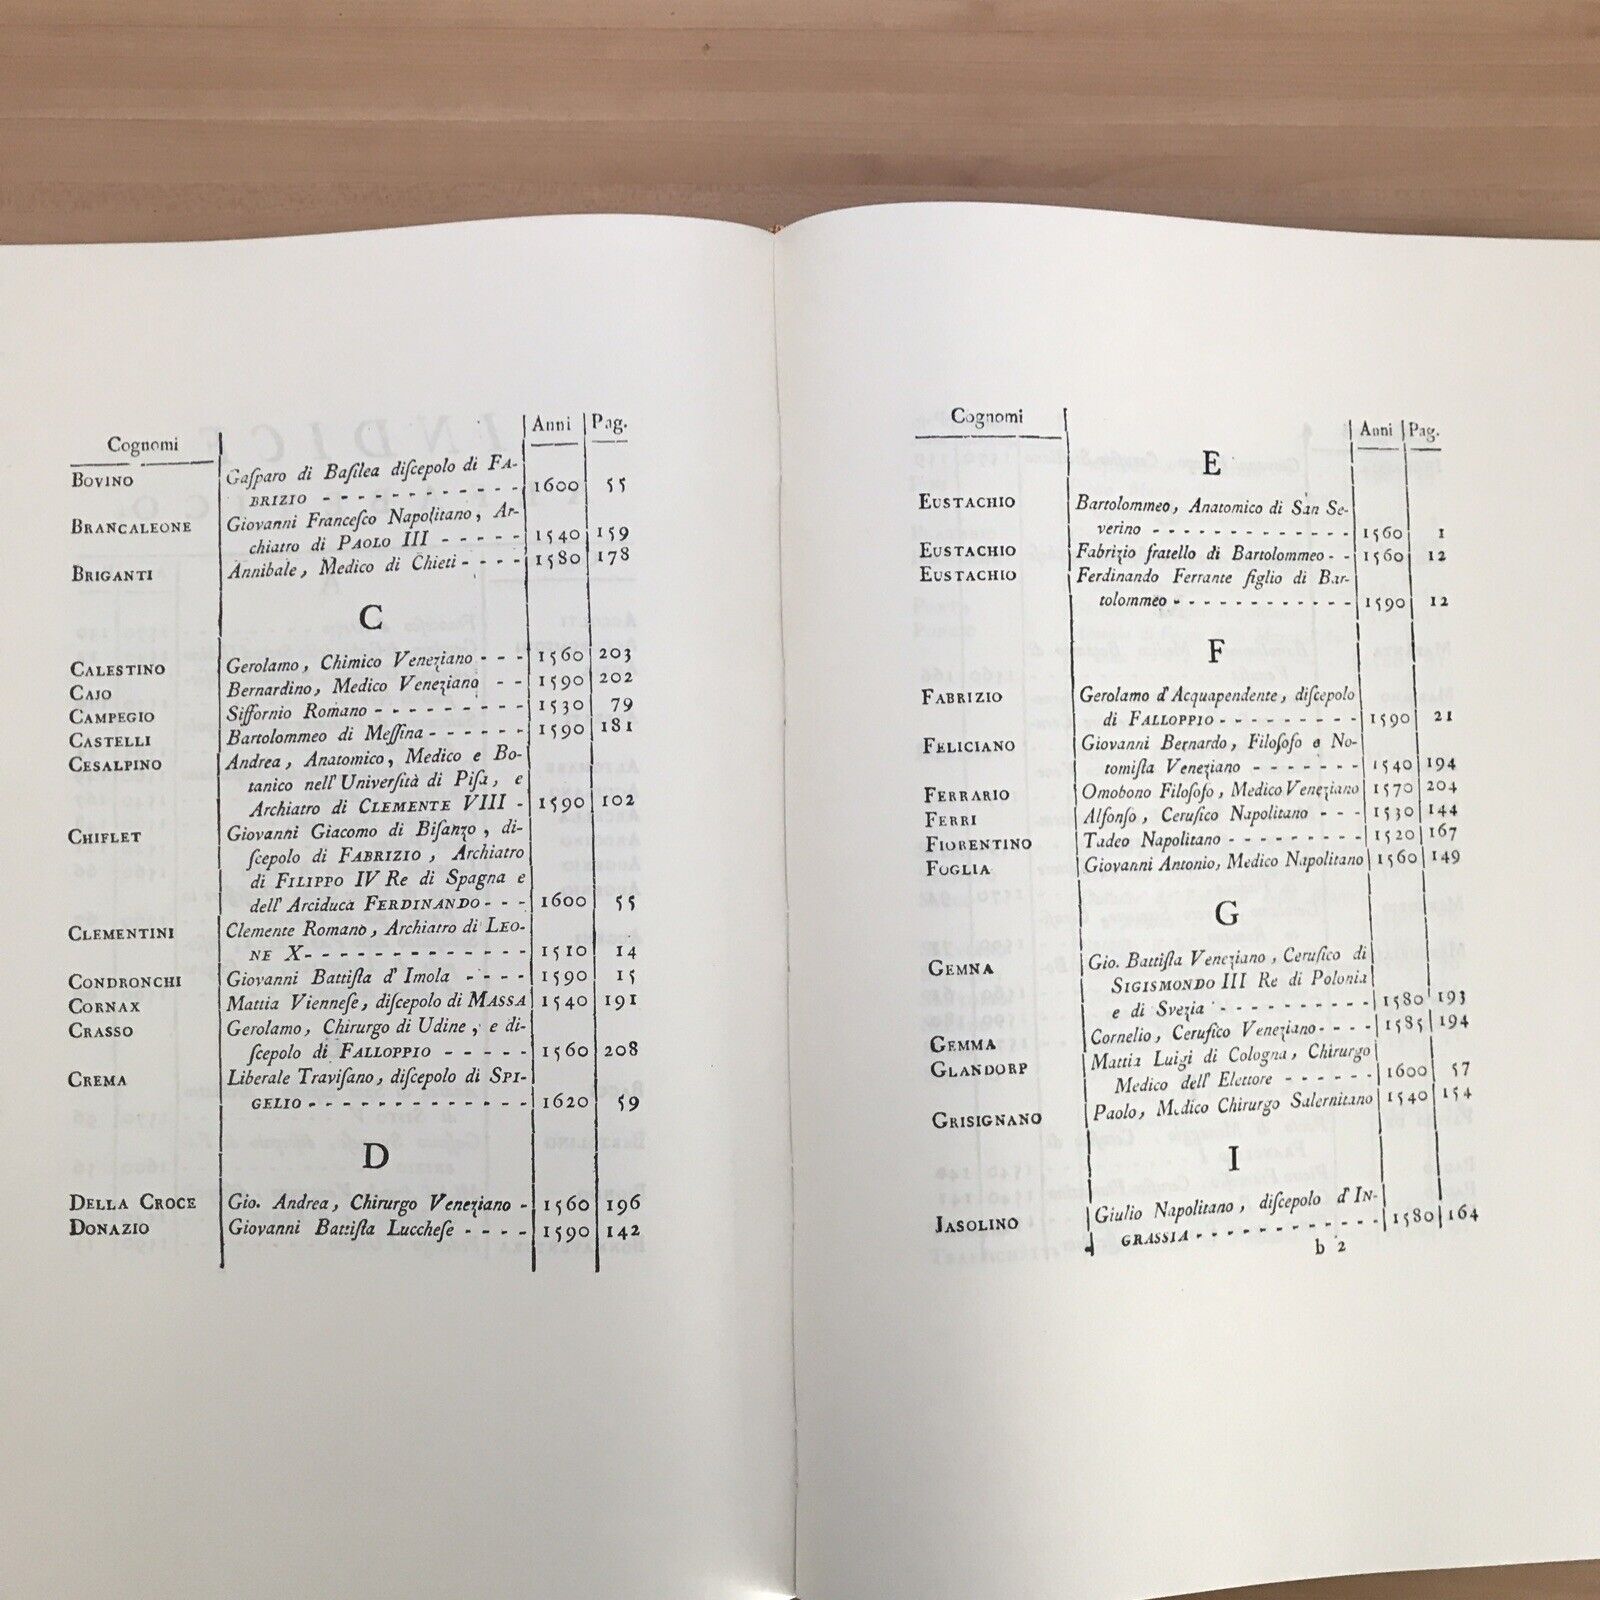 Cognomi Anni Pag.
BOVINO Gaſparo di Baſilea diſcepolo di FA-
BRIZIO - - - - - - - - - - - - 1600 55
BRANCALEONE Giovanni Franceſco Napolitano, Ar-
chiatro di PAOLO III - - - - - 1540 159
BRIGANTI Annibale, Medico di Chieti - - - - 1580 178
C
CALESTINO Gerolamo, Chimico Veneziano - - - 1560 203
CAJO Bernardino, Medico Veneziano - - 1590 202
CAMPEGIO Siffornio Romano - - - - - - - - - 1530 79
CASTELLI Bartolommeo di Meſſina - - - - - - 1590 181
CESALPINO Andrea, Anatomico, Medico e Bo-
tanico nell' Univerſità di Piſa, e
Archiatro di CLEMENTE VIII - 1590 102
CHIFLET Giovanni Giacomo di Biſanzo, di-
ſcepolo di FABRIZIO, Archiatro
di FILIPPO IV Re di Spagna e
dell' Arciduca FERDINANDO - - - 1600 55
CLEMENTINI Clemente Romano, Archiatro di LEO-
NE X - - - - - - - - - - - - - 1510 14
CONDRONCHI Giovanni Battiſta d' Imola - - - - 1590 15
CORNAX Mattia Vienneſe, diſcepolo di MASSA 1540 191
CRASSO Gerolamo, Chirurgo di Udine, e di-
ſcepolo di FALLOPPIO - - - - - 1560 208
CREMA Liberale Traviſano, diſcepolo di SPI-
GELIO - - - - - - - - - - - - - 1620 59
D
DELLA CROCE Gio. Andrea, Chirurgo Veneziano - 1560 196
DONAZIO Giovanni Battiſta Luccheſe - - - - 1590 142
Cognomi Anni Pag.
E
EUSTACHIO Bartolommeo, Anatomico di San Se-
verino - - - - - - - - - - - - 1560 1
EUSTACHIO Fabrizio fratello di Bartolommeo - - 1560 12
EUSTACHIO Ferdinando Ferrante figlio di Bar-
tolommeo - - - - - - - - - - - - 1590 12
F
FABRIZIO Gerolamo d'Acquapendente, diſcepolo
di FALLOPPIO - - - - - - - - - 1590 21
FELICIANO Giovanni Bernardo, Filoſofo e No-
tomiſta Veneziano - - - - - - - 1540 194
FERRARIO Omobono Filoſofo, Medico Veneziano 1570 204
FERRI Alfonſo, Ceruſico Napolitano - - - 1530 144
FIORENTINO Tadeo Napolitano - - - - - - - - - 1520 167
FOGLIA Giovanni Antonio, Medico Napolitano 1560 149
G
GEMNA Gio. Battiſta Veneziano, Ceruſico di
SIGISMONDO III Re di Polonia
e di Svezia - - - - - - - - - - 1580 193
GEMMA Cornelio, Ceruſico Veneziano - - - - 1585 194
GLANDORP Mattia Luigi di Cologna, Chirurgo
Medico dell' Elettore - - - - - - 1600 57
GRISIGNANO Paolo, Medico Chirurgo Salernitano 1540 154
I
JASOLINO Giulio Napolitano, diſcepolo d'IN-
GRASSIA - - - - - - - - - - - - 1580 164
b 2